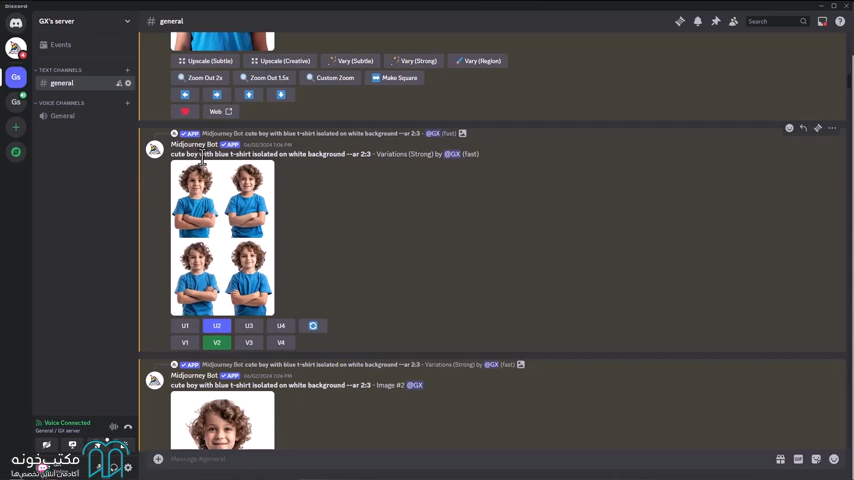 Discord
GX's server
general
Search
Events
TEXT CHANNELS
general
VOICE CHANNELS
General
Gs
Gs
Upscale (Subtle)
Upscale (Creative)
Vary (Subtle)
Vary (Strong)
Vary (Region)
Zoom Out 2x
Zoom Out 1.5x
Custom Zoom
Make Square
Web
APP Midjourney Bot cute boy with blue t-shirt isolated on white background --ar 2:3 - @GX (fast)
Midjourney Bot APP 06/02/2024 7:06 PM
cute boy with blue t-shirt isolated on white background --ar 2:3 - Variations (Strong) by @GX (fast)
U1 U2 U3 U4
V1 V2 V3 V4
APP Midjourney Bot cute boy with blue t-shirt isolated on white background --ar 2:3 - Variations (Strong) by @GX (fast)
Midjourney Bot APP 06/02/2024 7:06 PM
cute boy with blue t-shirt isolated on white background --ar 2:3 - Image #2 @GX
Voice Connected
General / GX server
Message #general
GIF
مکتب‌خونه
آکادمی آنلاین تخصص‌ها